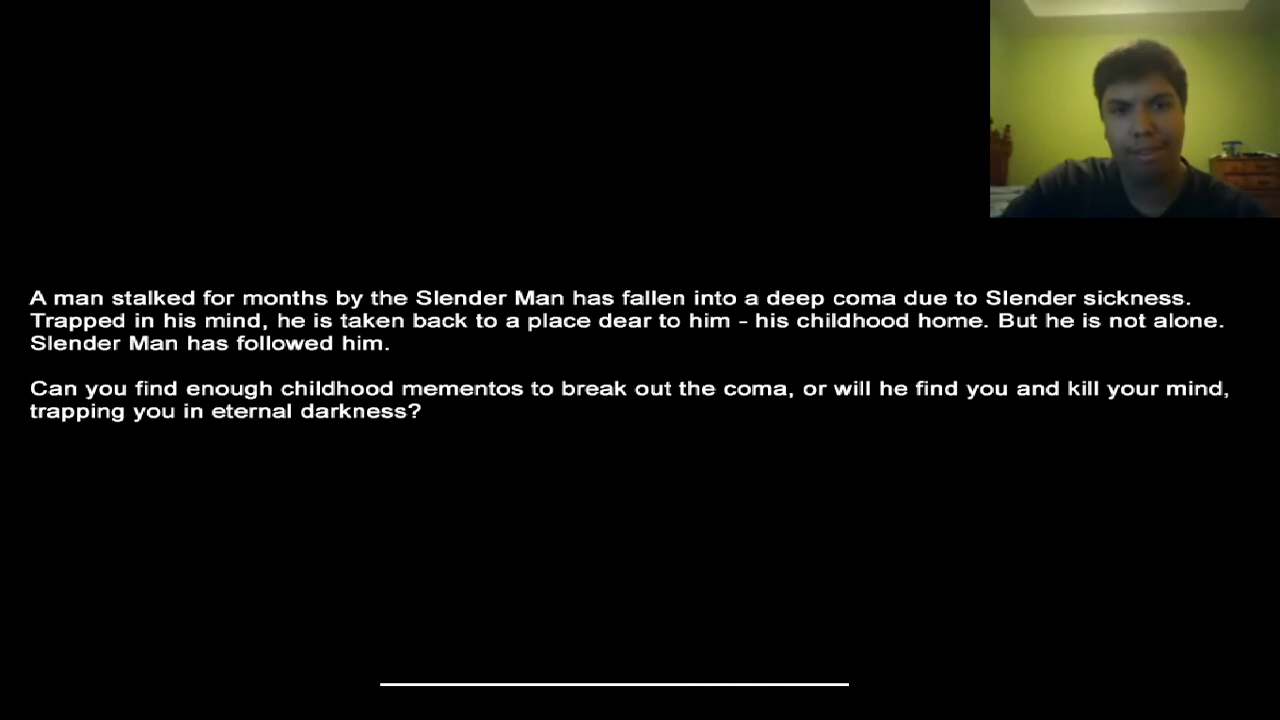 A man stalked for months by the Slender Man has fallen into a deep coma due to Slender sickness.
Trapped in his mind, he is taken back to a place dear to him - his childhood home. But he is not alone.
Slender Man has followed him.
Can you find enough childhood mementos to break out the coma, or will he find you and kill your mind,
trapping you in eternal darkness?